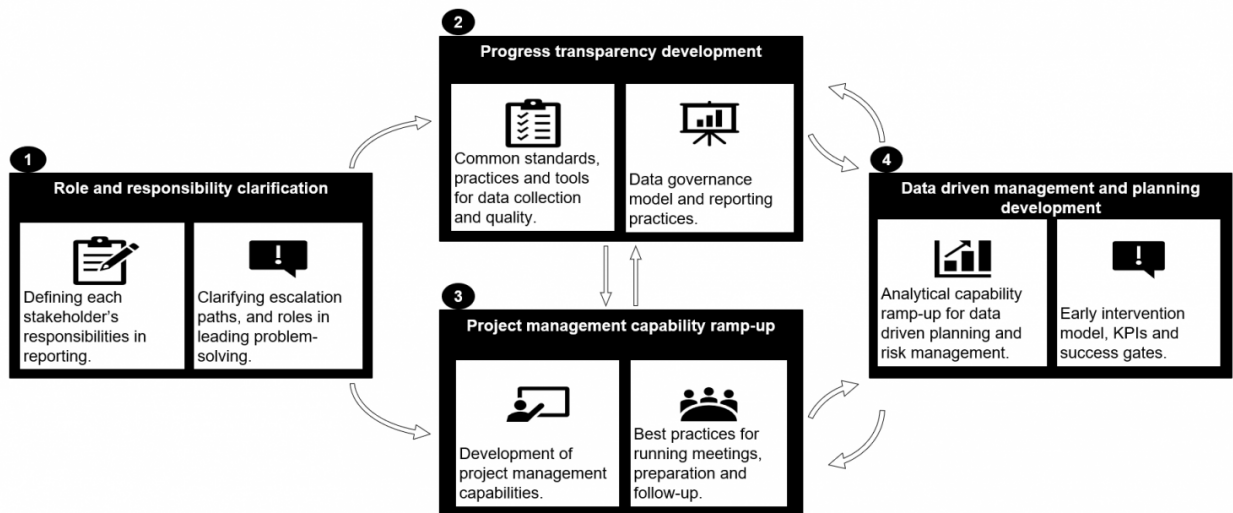 1
Role and responsibility clarification
Defining each
stakeholder's
responsibilities in
reporting.
Clarifying escalation
paths, and roles in
leading problem-
solving.
2
Progress transparency development
Common standards,
practices and tools
for data collection
and quality.
Data governance
model and reporting
practices.
3
Project management capability ramp-up
Development of
project management
capabilities.
Best practices for
running meetings,
preparation and
follow-up.
4
Data driven management and planning
development
Analytical capability
ramp-up for data
driven planning and
risk management.
Early intervention
model, KPIs and
success gates.